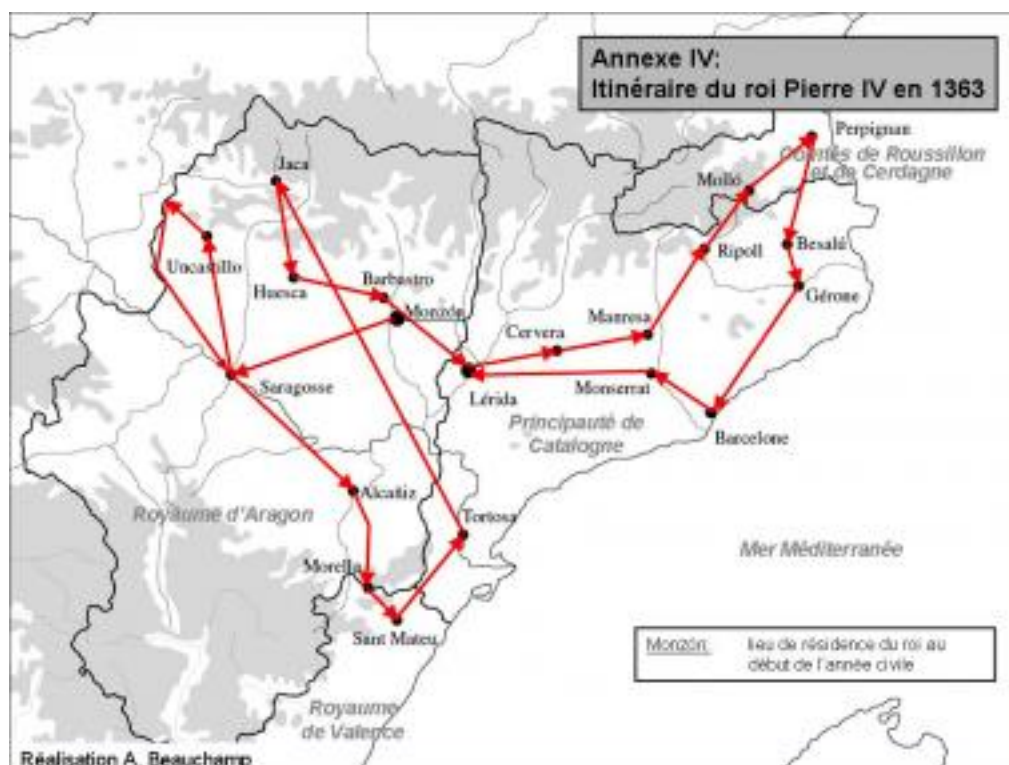 Annexe IV:
Itinéraire du roi Pierre IV en 1363
Perpignan
Comtés de Roussillon
et de Cerdagne
Jaca
Molló
Ripoll
Besalú
Uncastillo
Huesca
Barbastro
Monzón
Gérone
Cervera
Manresa
Saragosse
Lérida
Monserrat
Principauté de
Catalogne
Barcelone
Alcañiz
Royaume d'Aragon
Tortosa
Mer Méditerranée
Morella
Sant Mateu
Monzón: lieu de résidence du roi au
début de l'année civile
Royaume
de Valence
Réalisation A. Beauchamp